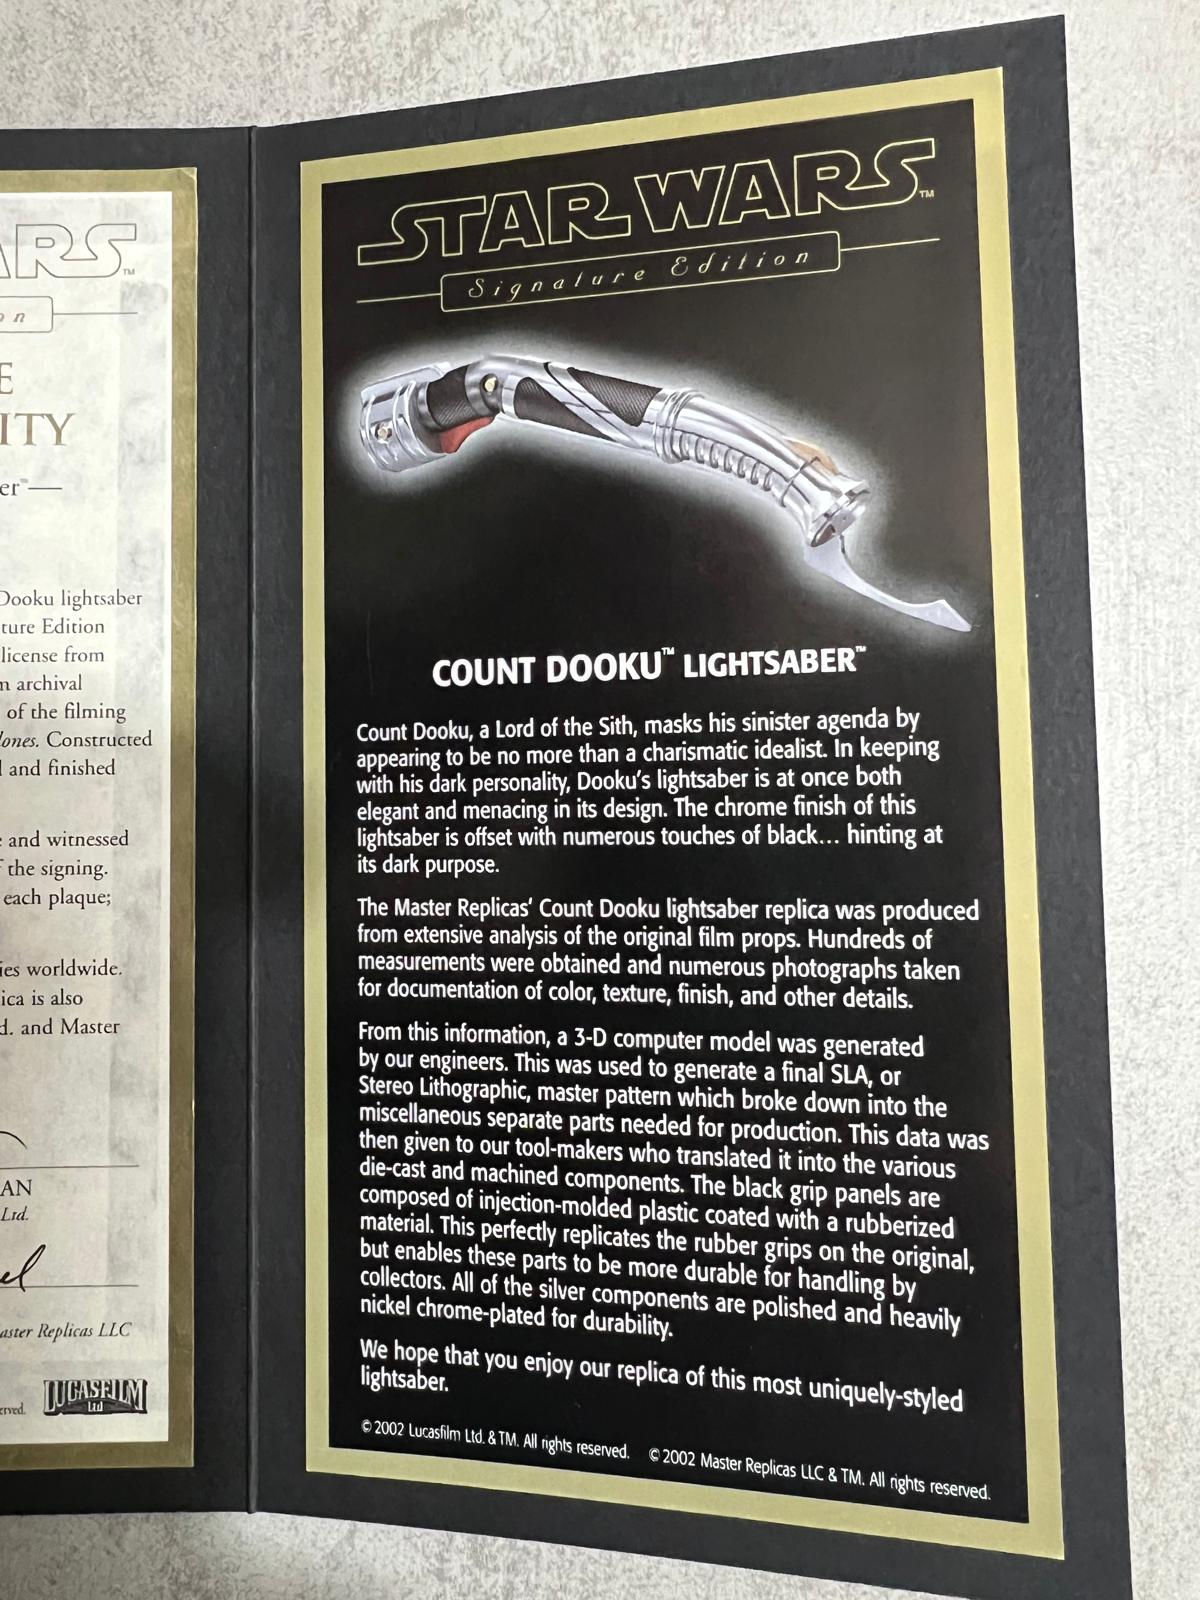 ARS™
on
E
ITY
er™
Dooku lightsaber
ture Edition
license from
n archival
of the filming
lones. Constructed
l and finished
and witnessed
f the signing.
each plaque;
ies worldwide.
ica is also
d. and Master
AN
Ltd.
aster Replicas LLC
erved.
LUCASFILM
Ltd
STAR WARS™
Signature Edition
COUNT DOOKU™ LIGHTSABER™
Count Dooku, a Lord of the Sith, masks his sinister agenda by
appearing to be no more than a charismatic idealist. In keeping
with his dark personality, Dooku's lightsaber is at once both
elegant and menacing in its design. The chrome finish of this
lightsaber is offset with numerous touches of black... hinting at
its dark purpose.
The Master Replicas' Count Dooku lightsaber replica was produced
from extensive analysis of the original film props. Hundreds of
measurements were obtained and numerous photographs taken
for documentation of color, texture, finish, and other details.
From this information, a 3-D computer model was generated
by our engineers. This was used to generate a final SLA, or
Stereo Lithographic, master pattern which broke down into the
miscellaneous separate parts needed for production. This data was
then given to our tool-makers who translated it into the various
die-cast and machined components. The black grip panels are
composed of injection-molded plastic coated with a rubberized
material. This perfectly replicates the rubber grips on the original,
but enables these parts to be more durable for handling by
collectors. All of the silver components are polished and heavily
nickel chrome-plated for durability.
We hope that you enjoy our replica of this most uniquely-styled
lightsaber.
© 2002 Lucasfilm Ltd. & TM. All rights reserved. © 2002 Master Replicas LLC & TM. All rights reserved.